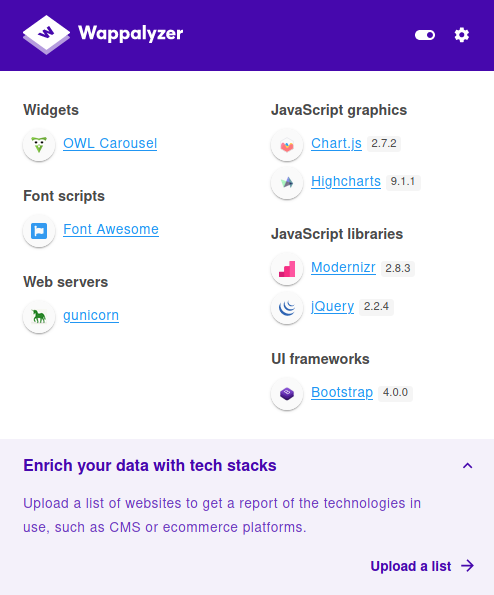 Wappalyzer
Widgets
OWL Carousel
Font scripts
Font Awesome
Web servers
gunicorn
JavaScript graphics
Chart.js 2.7.2
Highcharts 9.1.1
JavaScript libraries
Modernizr 2.8.3
jQuery 2.2.4
UI frameworks
Bootstrap 4.0.0
Enrich your data with tech stacks
Upload a list of websites to get a report of the technologies in
use, such as CMS or ecommerce platforms.
Upload a list